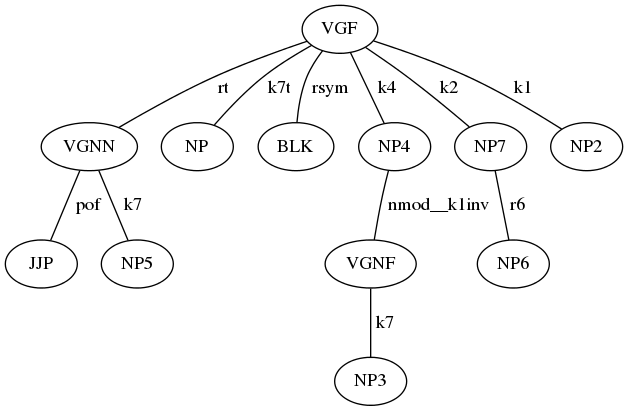 VGF
rt k7t rsym k4 k2 k1
VGNN NP BLK NP4 NP7 NP2
pof k7 nmod__k1inv r6
JJP NP5 VGNF NP6
k7
NP3